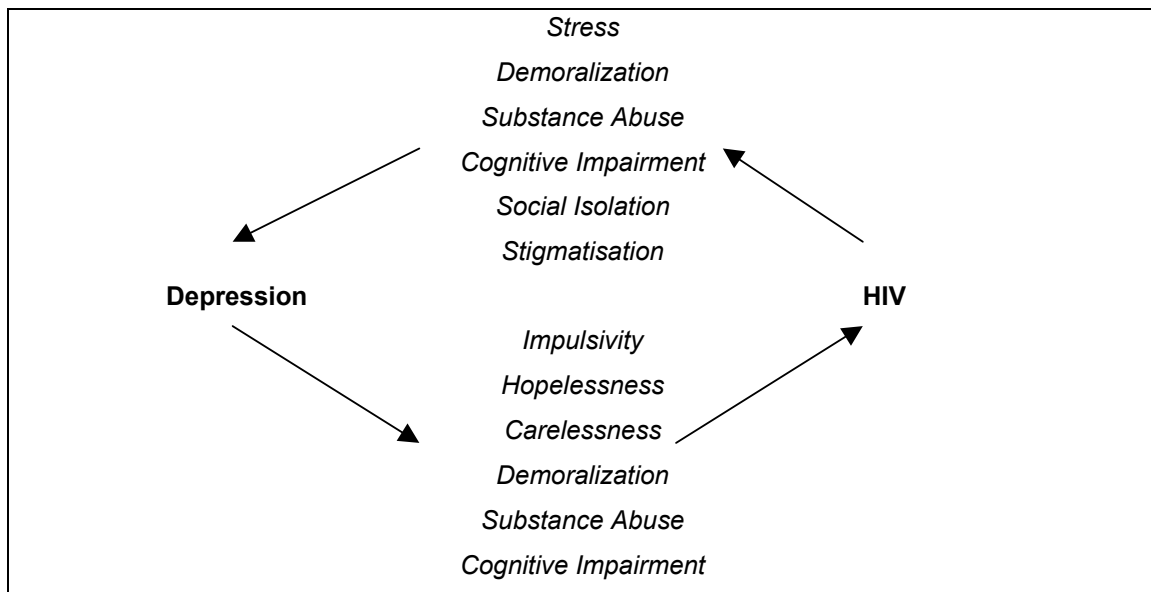 Stress
Demoralization
Substance Abuse
Cognitive Impairment
Social Isolation
Stigmatisation
Depression
HIV
Impulsivity
Hopelessness
Carelessness
Demoralization
Substance Abuse
Cognitive Impairment